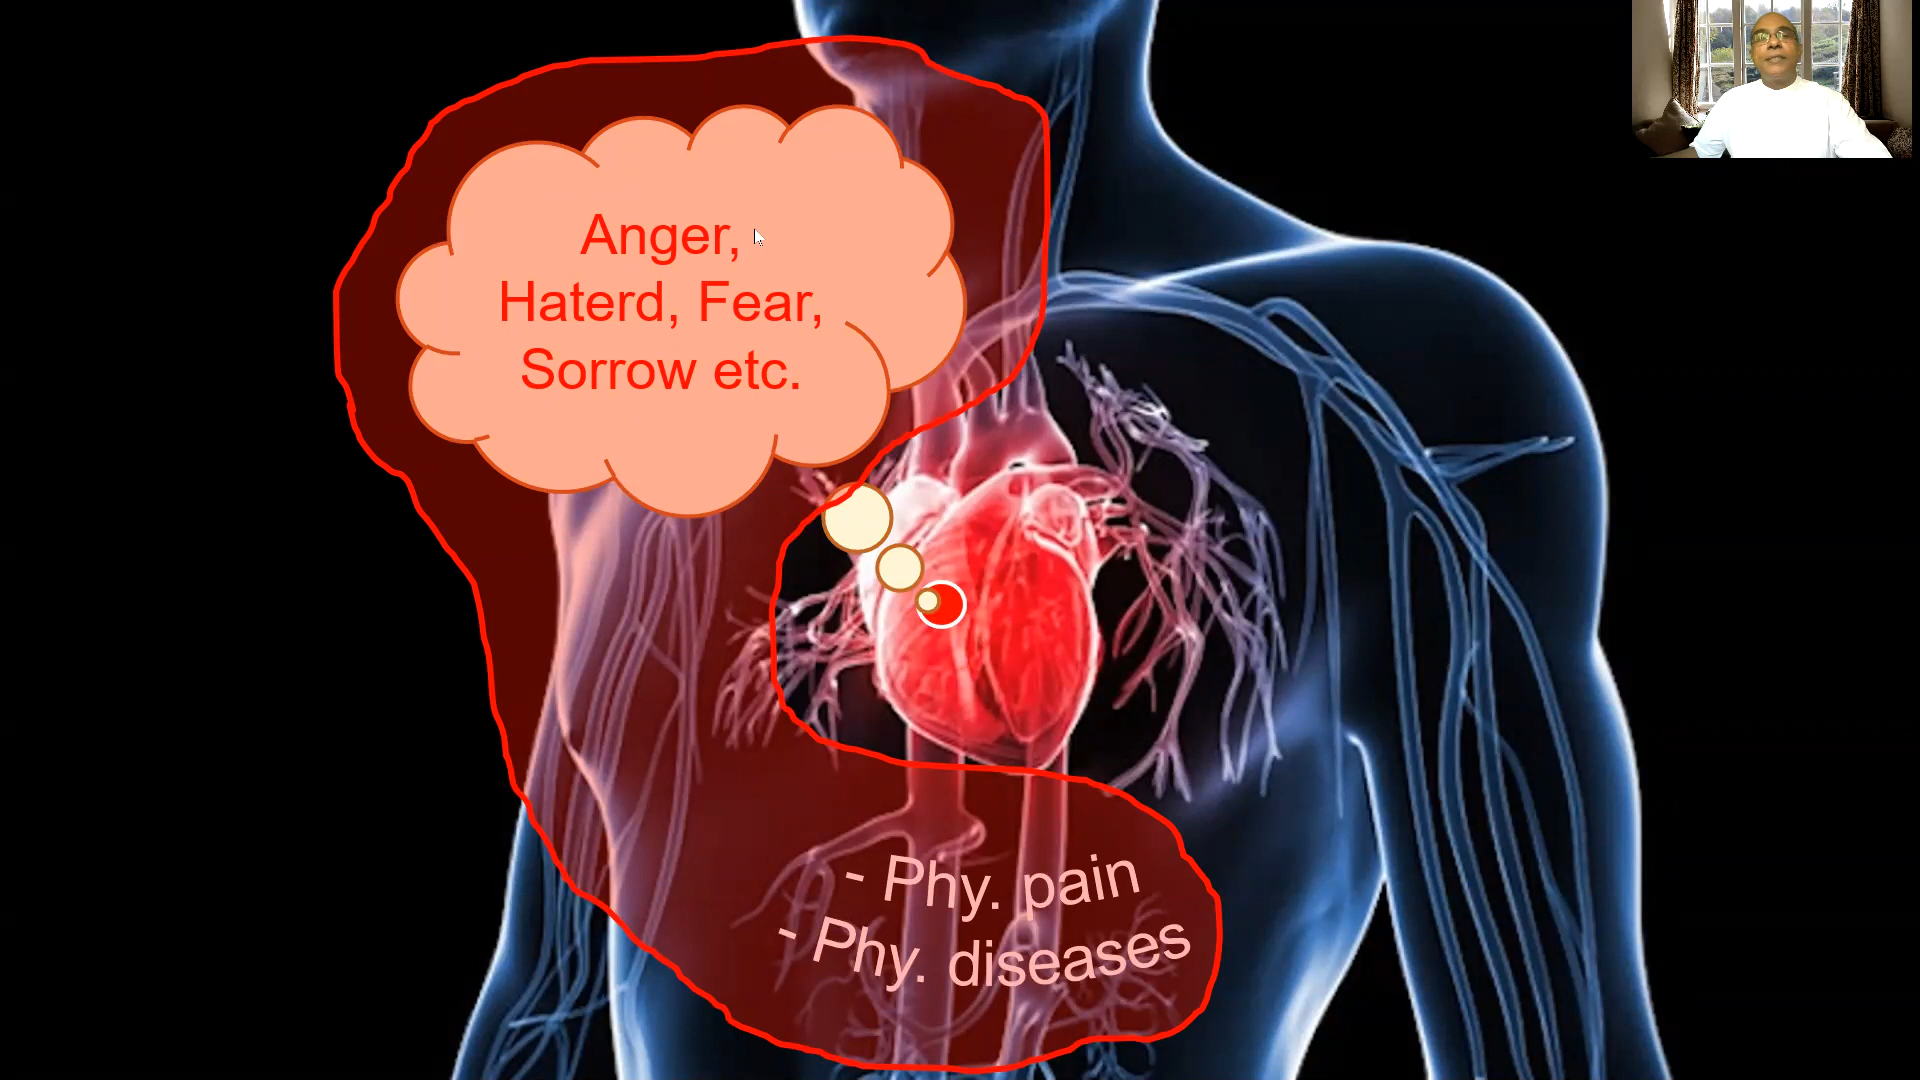 Anger,
Haterd, Fear,
Sorrow etc.
- Phy. pain
- Phy. diseases